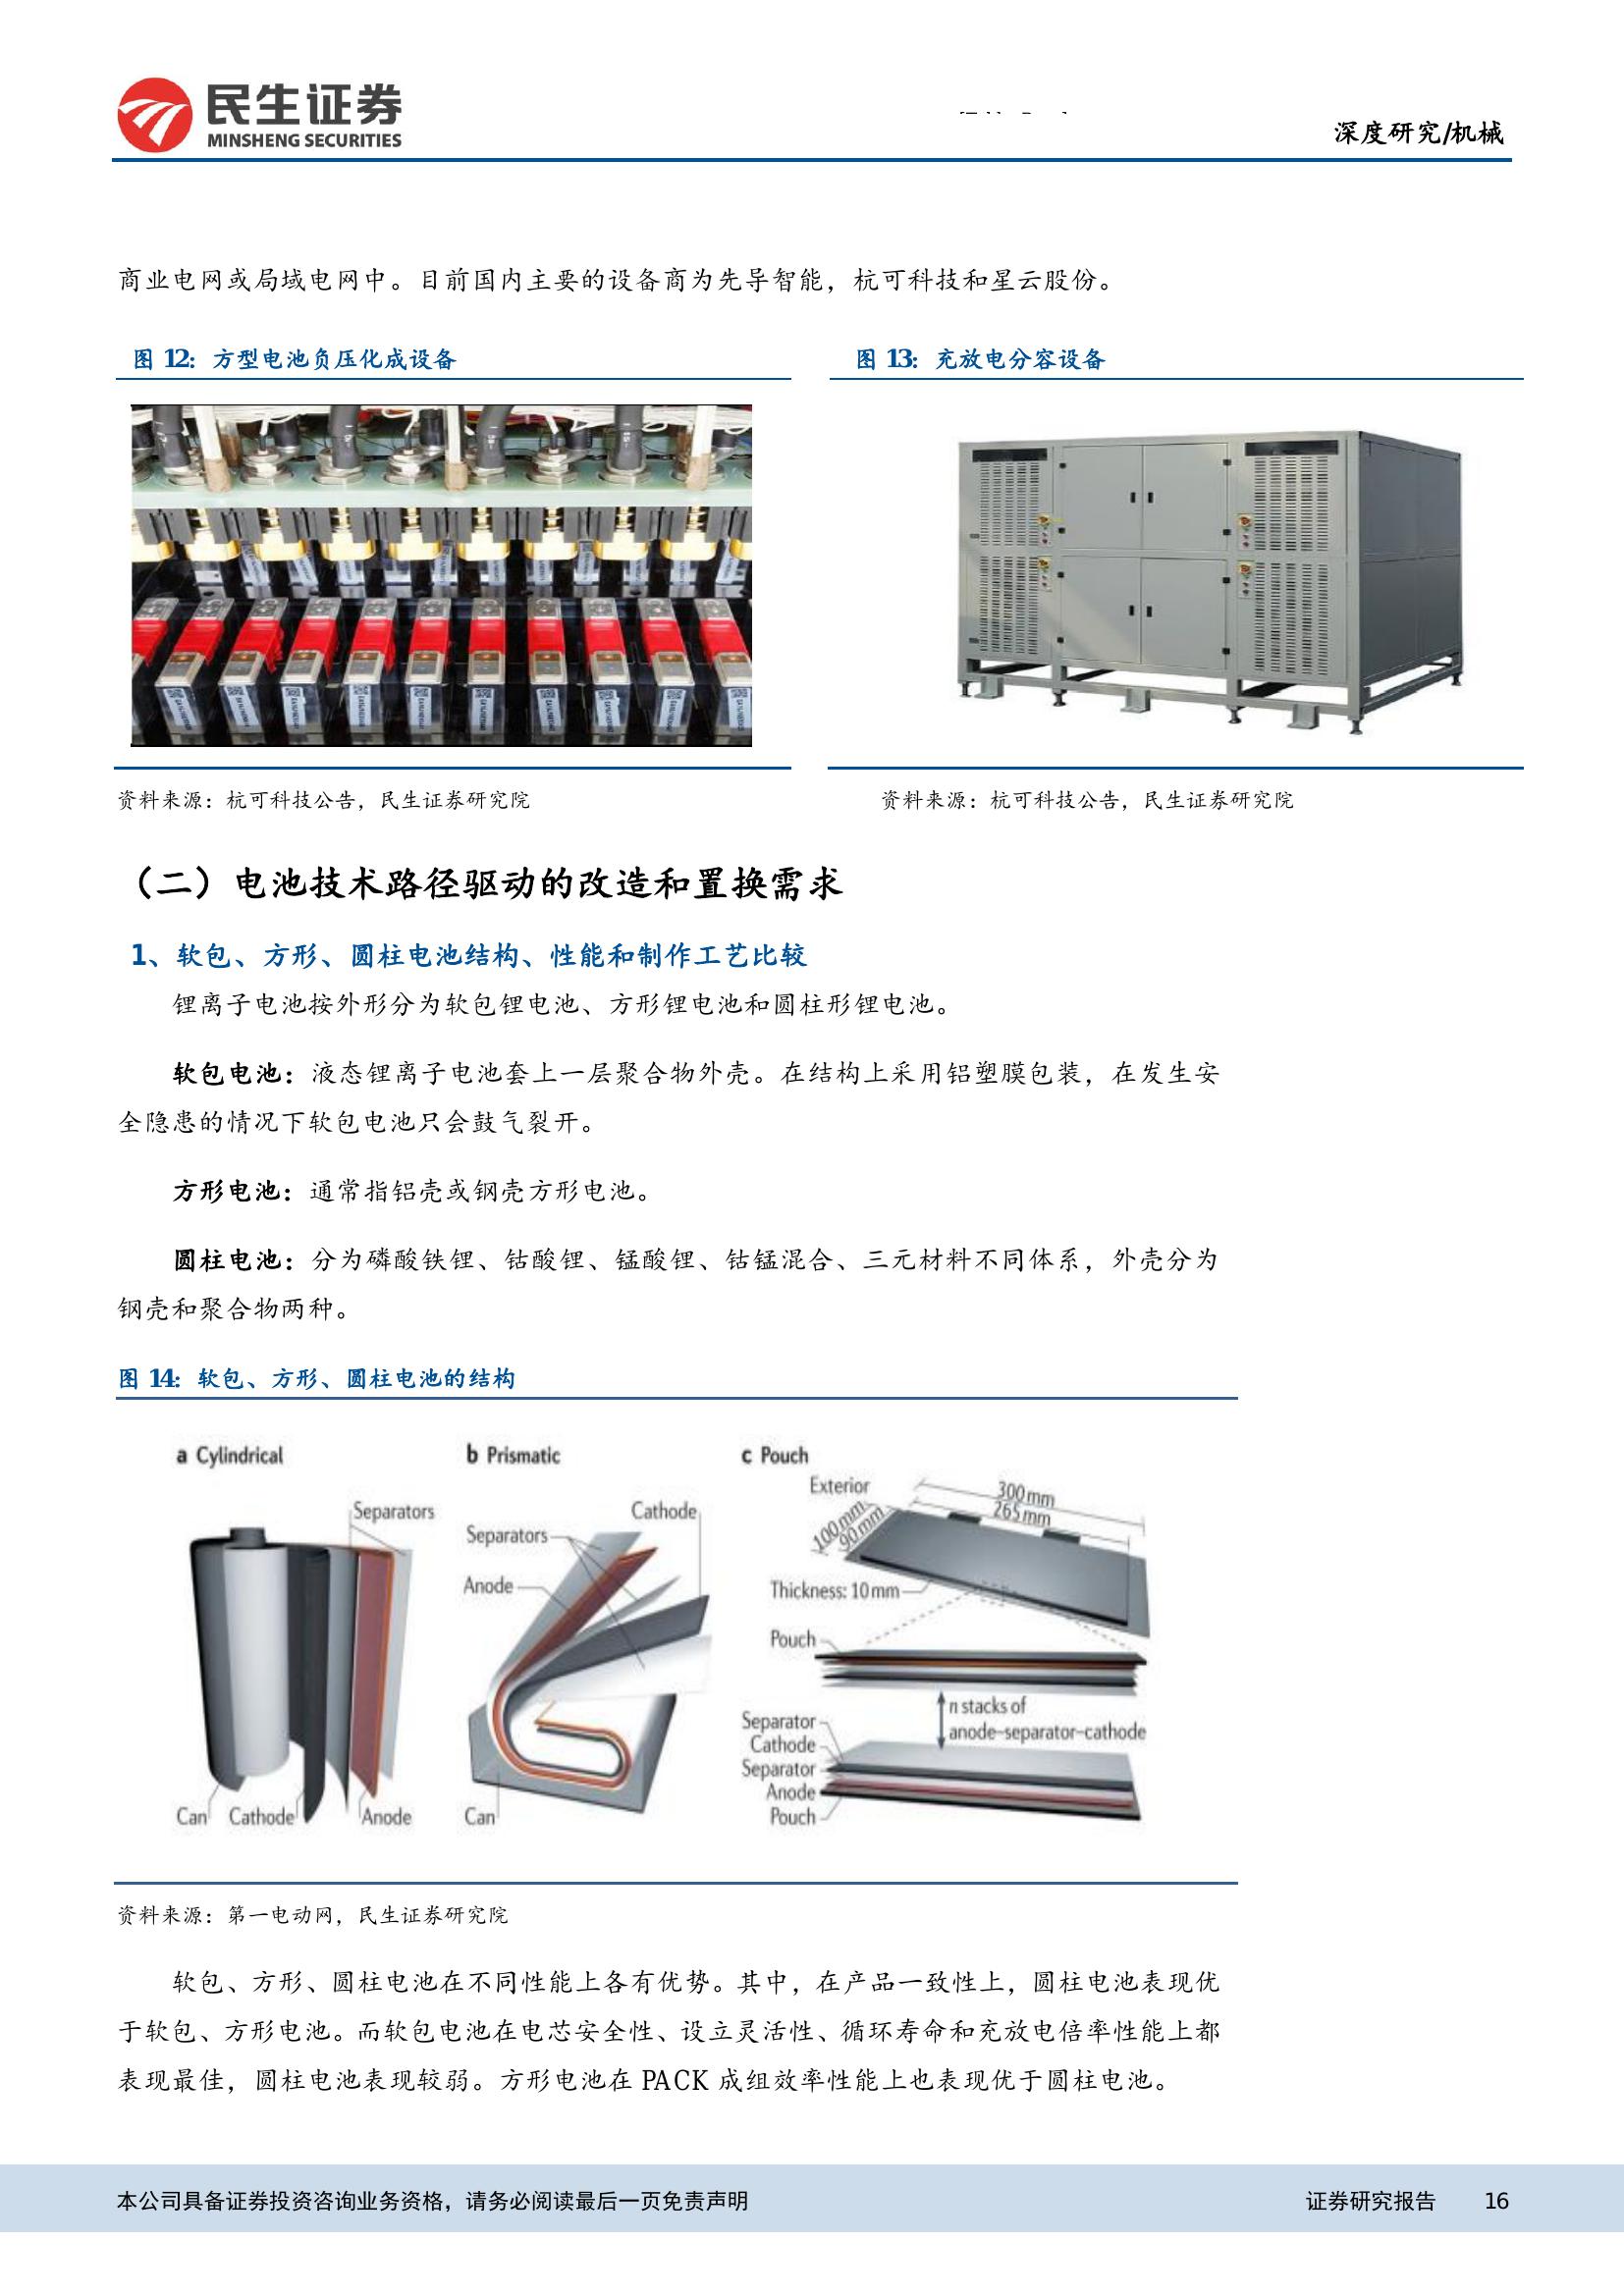 民生证券
MINSHENG SECURITIES
深度研究/机械
商业电网或局域电网中。目前国内主要的设备商为先导智能，杭可科技和星云股份。
图 12：方型电池负压化成设备
图 13：充放电分容设备
资料来源：杭可科技公告，民生证券研究院
资料来源：杭可科技公告，民生证券研究院
（二）电池技术路径驱动的改造和置换需求
1、软包、方形、圆柱电池结构、性能和制作工艺比较
锂离子电池按外形分为软包锂电池、方形锂电池和圆柱形锂电池。
软包电池：液态锂离子电池套上一层聚合物外壳。在结构上采用铝塑膜包装，在发生安
全隐患的情况下软包电池只会鼓气裂开。
方形电池：通常指铝壳或钢壳方形电池。
圆柱电池：分为磷酸铁锂、钴酸锂、锰酸锂、钴锰混合、三元材料不同体系，外壳分为
钢壳和聚合物两种。
图 14：软包、方形、圆柱电池的结构
a Cylindrical
Separators
Can
Cathode
Anode
b Prismatic
Cathode
Separators
Anode
Can
c Pouch
Exterior
300 mm
265 mm
100 mm
90 mm
Thickness: 10 mm
Pouch
n stacks of
anode–separator–cathode
Separator
Cathode
Separator
Anode
Pouch
资料来源：第一电动网，民生证券研究院
软包、方形、圆柱电池在不同性能上各有优势。其中，在产品一致性上，圆柱电池表现优
于软包、方形电池。而软包电池在电芯安全性、设立灵活性、循环寿命和充放电倍率性能上都
表现最佳，圆柱电池表现较弱。方形电池在 PACK 成组效率性能上也表现优于圆柱电池。
本公司具备证券投资咨询业务资格，请务必阅读最后一页免责声明
证券研究报告 16